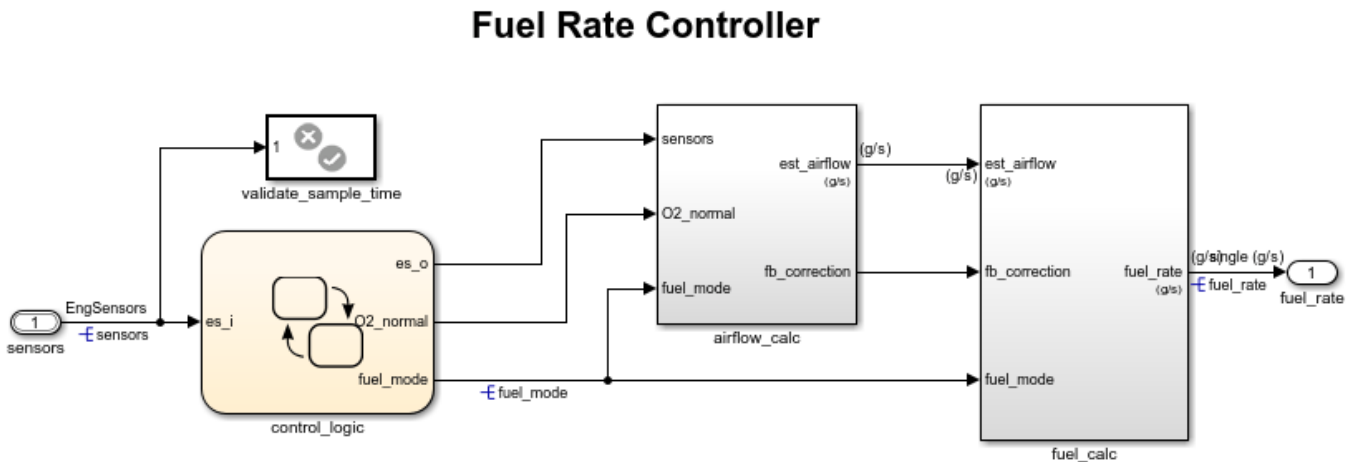 Fuel Rate Controller
1
validate_sample_time
sensors
est_airflow
(g/s)
(g/s)
(g/s)
est_airflow
(g/s)
O2_normal
es_o
fb_correction
fb_correction
fuel_rate
(g/s)
(g/s)
single (g/s)
1
fuel_rate
fuel_rate
fuel_mode
airflow_calc
EngSensors
1
sensors
sensors
es_i
O2_normal
fuel_mode
fuel_mode
fuel_mode
control_logic
fuel_calc